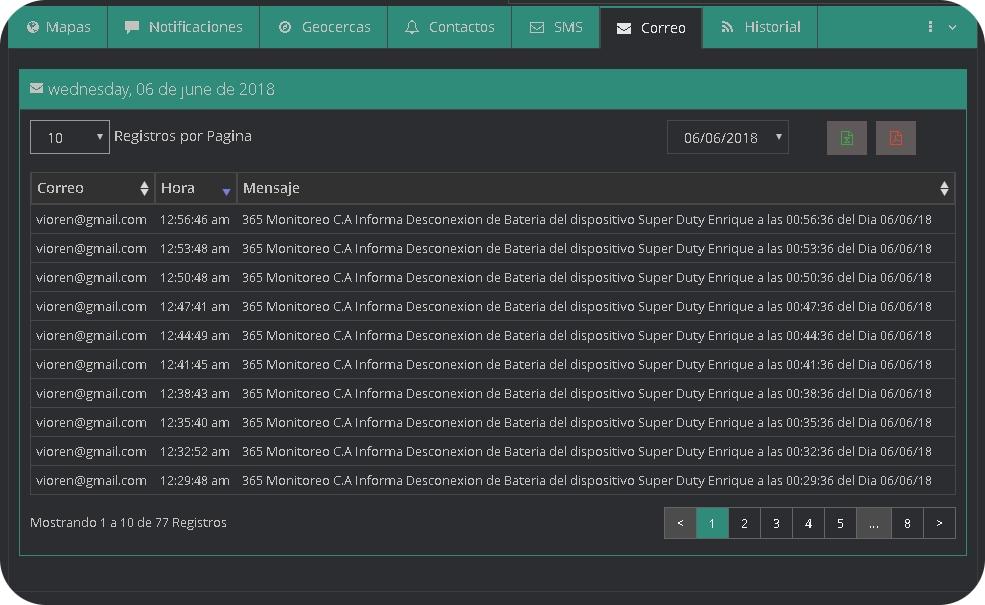 Mapas Notificaciones Geocercas Contactos SMS Correo Historial
wednesday, 06 de june de 2018
10 Registros por Pagina 06/06/2018
Correo Hora Mensaje
vioren@gmail.com 12:56:46 am 365 Monitoreo C.A Informa Desconexion de Bateria del dispositivo Super Duty Enrique a las 00:56:36 del Dia 06/06/18
vioren@gmail.com 12:53:48 am 365 Monitoreo C.A Informa Desconexion de Bateria del dispositivo Super Duty Enrique a las 00:53:36 del Dia 06/06/18
vioren@gmail.com 12:50:48 am 365 Monitoreo C.A Informa Desconexion de Bateria del dispositivo Super Duty Enrique a las 00:50:36 del Dia 06/06/18
vioren@gmail.com 12:47:41 am 365 Monitoreo C.A Informa Desconexion de Bateria del dispositivo Super Duty Enrique a las 00:47:36 del Dia 06/06/18
vioren@gmail.com 12:44:49 am 365 Monitoreo C.A Informa Desconexion de Bateria del dispositivo Super Duty Enrique a las 00:44:36 del Dia 06/06/18
vioren@gmail.com 12:41:45 am 365 Monitoreo C.A Informa Desconexion de Bateria del dispositivo Super Duty Enrique a las 00:41:36 del Dia 06/06/18
vioren@gmail.com 12:38:43 am 365 Monitoreo C.A Informa Desconexion de Bateria del dispositivo Super Duty Enrique a las 00:38:36 del Dia 06/06/18
vioren@gmail.com 12:35:40 am 365 Monitoreo C.A Informa Desconexion de Bateria del dispositivo Super Duty Enrique a las 00:35:36 del Dia 06/06/18
vioren@gmail.com 12:32:52 am 365 Monitoreo C.A Informa Desconexion de Bateria del dispositivo Super Duty Enrique a las 00:32:36 del Dia 06/06/18
vioren@gmail.com 12:29:48 am 365 Monitoreo C.A Informa Desconexion de Bateria del dispositivo Super Duty Enrique a las 00:29:36 del Dia 06/06/18
Mostrando 1 a 10 de 77 Registros < 1 2 3 4 5 ... 8 >